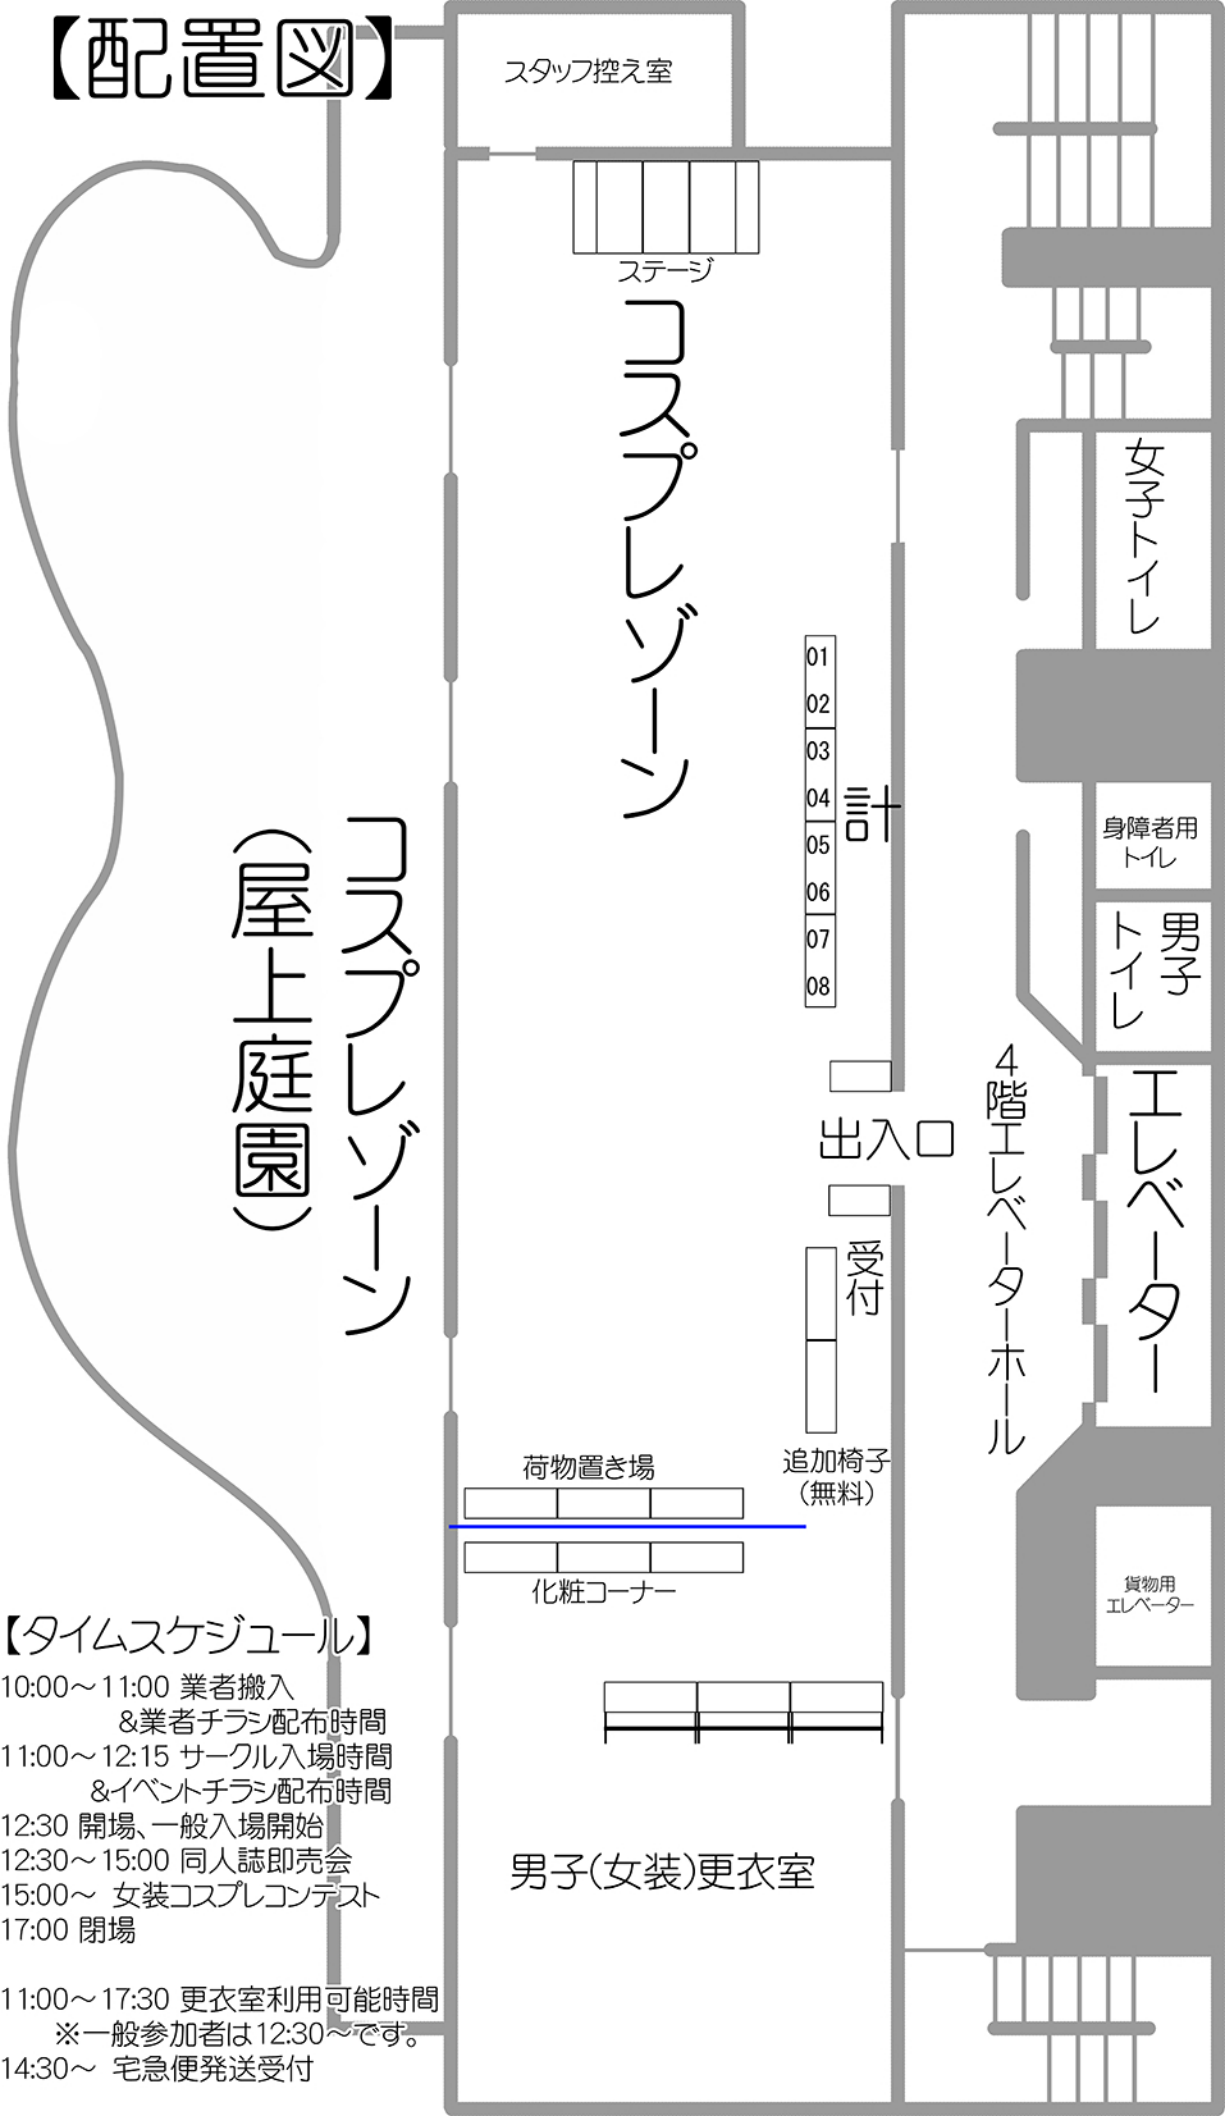 【配置図】
スタッフ控え室
ステージ
コスプレゾーン
女子トイレ
01
02
03
04
05
06
07
08
計
身障者用
トイレ
男子
トイレ
コスプレゾーン
(屋上庭園)
出入口
4階エレベーターホール
エレベーター
受付
追加椅子
(無料)
荷物置き場
化粧コーナー
貨物用
エレベーター
男子(女装)更衣室
【タイムスケジュール】
10:00～11:00 業者搬入
&業者チラシ配布時間
11:00～12:15 サークル入場時間
&イベントチラシ配布時間
12:30 開場、一般入場開始
12:30～15:00 同人誌即売会
15:00～ 女装コスプレコンテスト
17:00 閉場
11:00～17:30 更衣室利用可能時間
※一般参加者は12:30～です。
14:30～ 宅急便発送受付